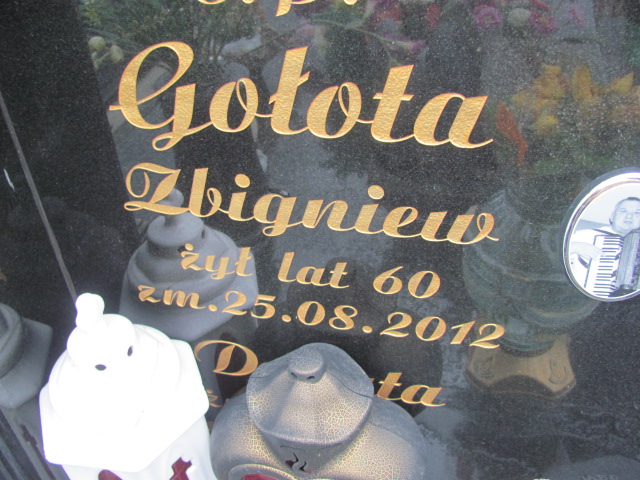 Gołota
Zbigniew
żył lat 60
zm. 25.08.2012